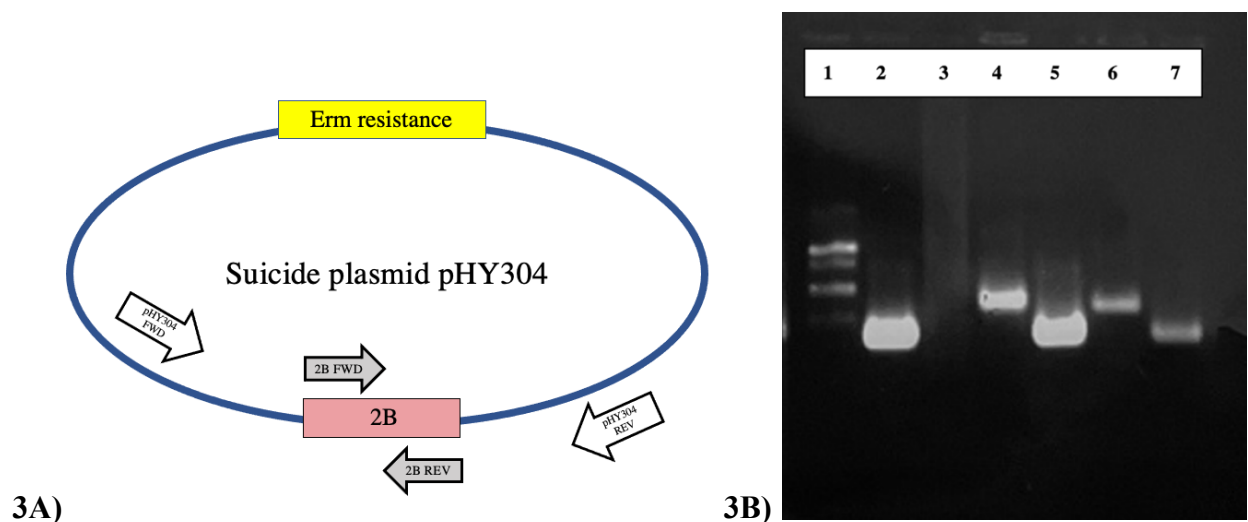 Erm resistance
Suicide plasmid pHY304
pHY304
FWD
2B FWD
2B
2B REV
pHY304
REV
3A)
1 2 3 4 5 6 7
3B)